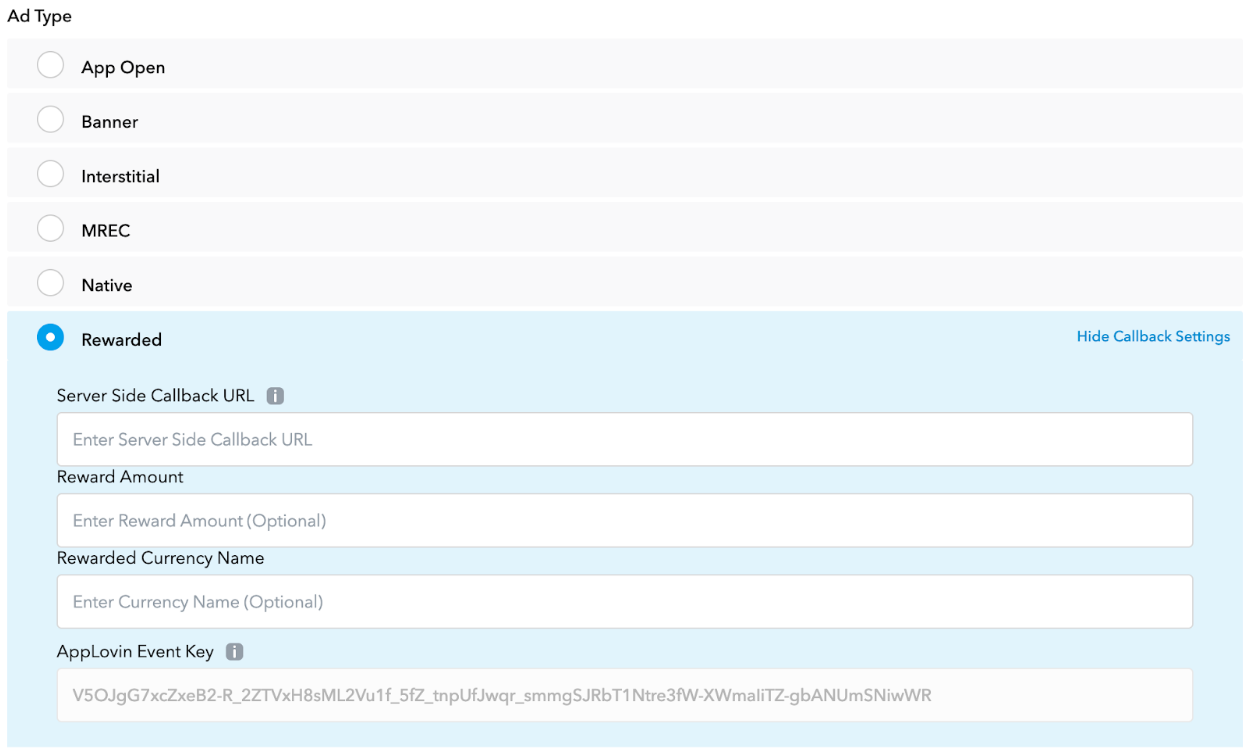 Ad Type
App Open
Banner
Interstitial
MREC
Native
Rewarded
Hide Callback Settings
Server Side Callback URL i
Enter Server Side Callback URL
Reward Amount
Enter Reward Amount (Optional)
Rewarded Currency Name
Enter Currency Name (Optional)
AppLovin Event Key i
V5OJgG7xcZxeB2-R_2ZTVxH8sML2Vu1f_5fZ_tnpUfJwqr_smmgSJRbT1Ntre3fW-XWmaIiTZ-gbANUmSNiwWR